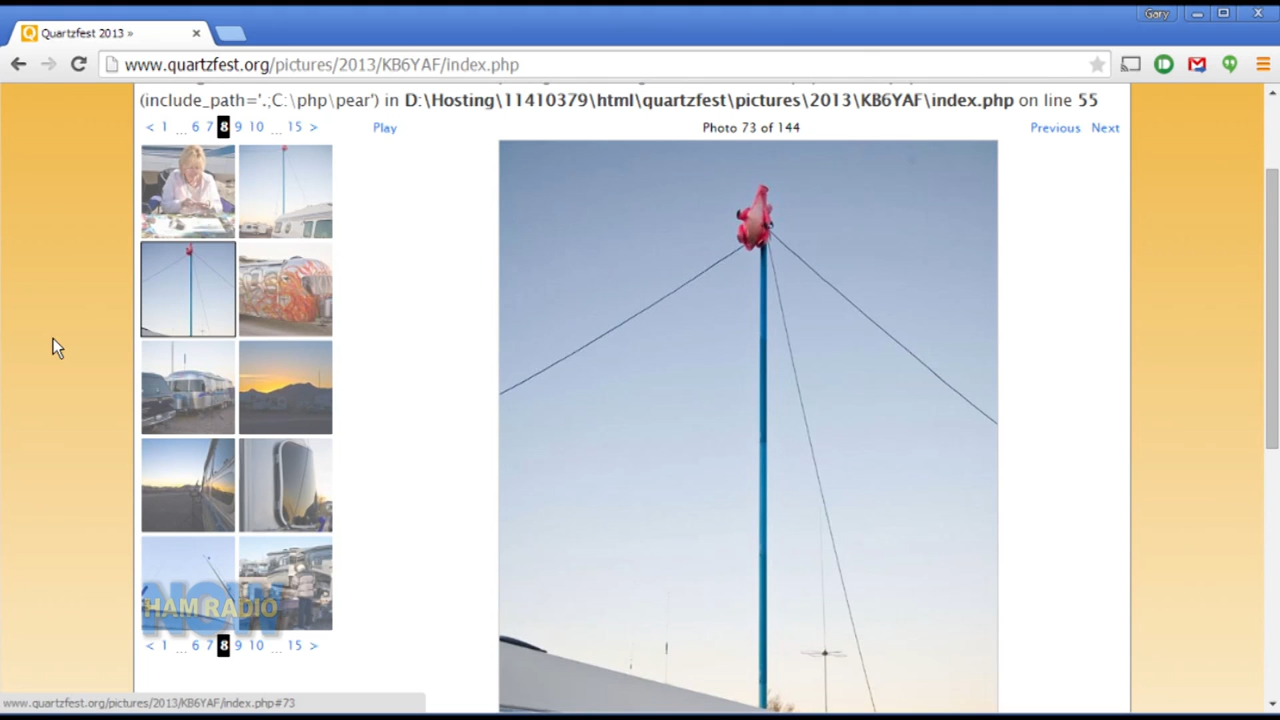 Gary
Quartzfest 2013 »
www.quartzfest.org/pictures/2013/KB6YAF/index.php
(include_path='.;C:\php\pear') in D:\Hosting\11410379\html\quartzfest\pictures\2013\KB6YAF\index.php on line 55
< 1 ... 6 7 8 9 10 ... 15 >
Play
Photo 73 of 144
Previous Next
NOW
HAM RADIO
< 1 ... 6 7 8 9 10 ... 15 >
www.quartzfest.org/pictures/2013/KB6YAF/index.php#73